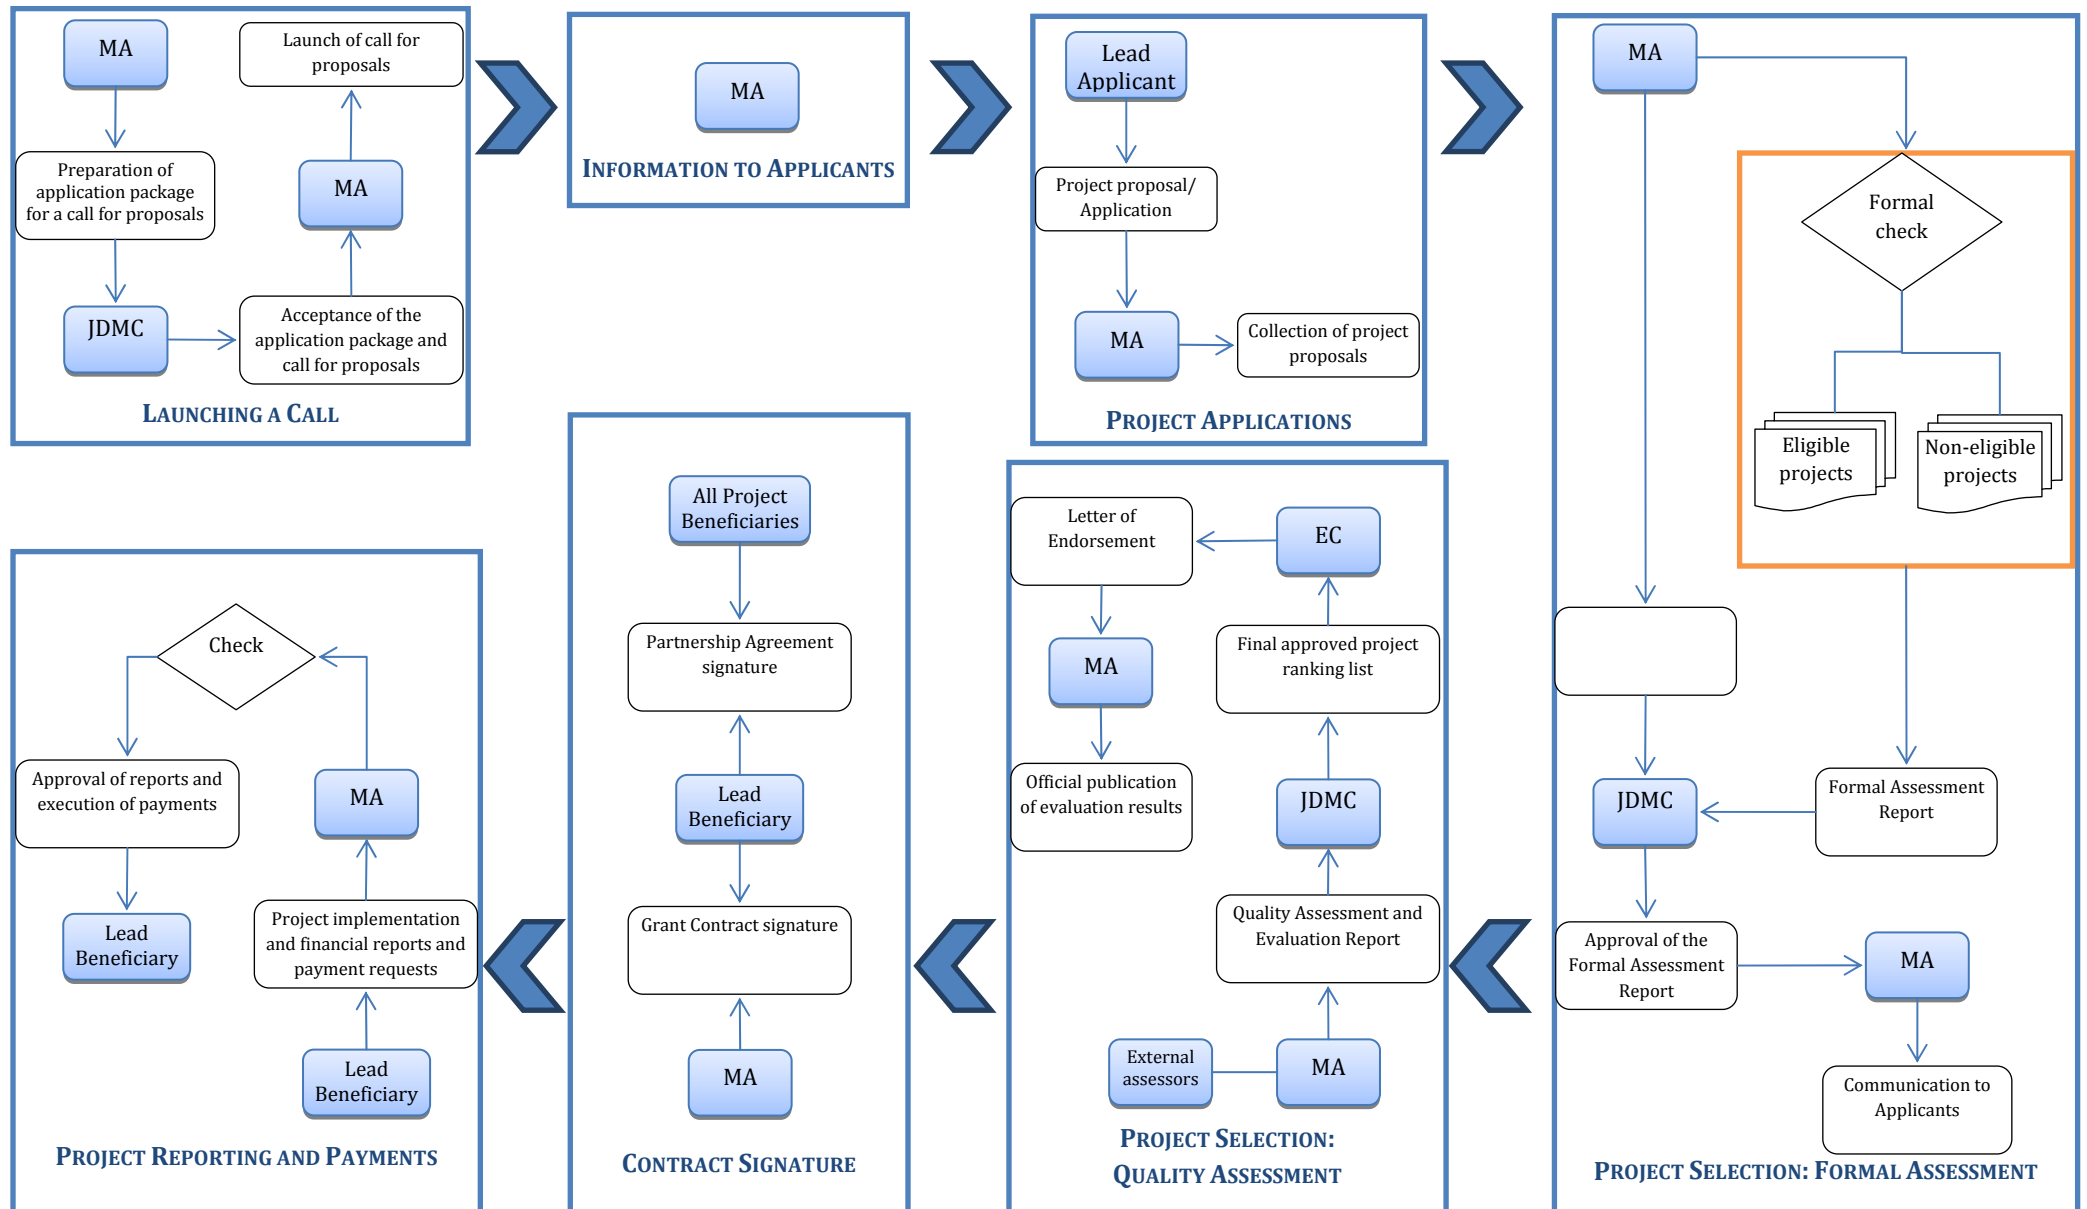 MA
Preparation of
application package
for a call for proposals
JDMC
Acceptance of the
application package and
call for proposals
MA
Launch of call for
proposals
LAUNCHING A CALL
MA
INFORMATION TO APPLICANTS
Lead
Applicant
Project proposal/
Application
MA
Collection of project
proposals
PROJECT APPLICATIONS
MA
Formal
check
Eligible
projects
Non-eligible
projects
Formal Assessment
Report
JDMC
Approval of the
Formal Assessment
Report
MA
Communication to
Applicants
PROJECT SELECTION: FORMAL ASSESSMENT
External
assessors
MA
Quality Assessment and
Evaluation Report
JDMC
Final approved project
ranking list
EC
Letter of
Endorsement
MA
Official publication
of evaluation results
PROJECT SELECTION:
QUALITY ASSESSMENT
All Project
Beneficiaries
Partnership Agreement
signature
Lead
Beneficiary
Grant Contract signature
MA
CONTRACT SIGNATURE
Lead
Beneficiary
Project implementation
and financial reports and
payment requests
MA
Check
Approval of reports and
execution of payments
Lead
Beneficiary
PROJECT REPORTING AND PAYMENTS